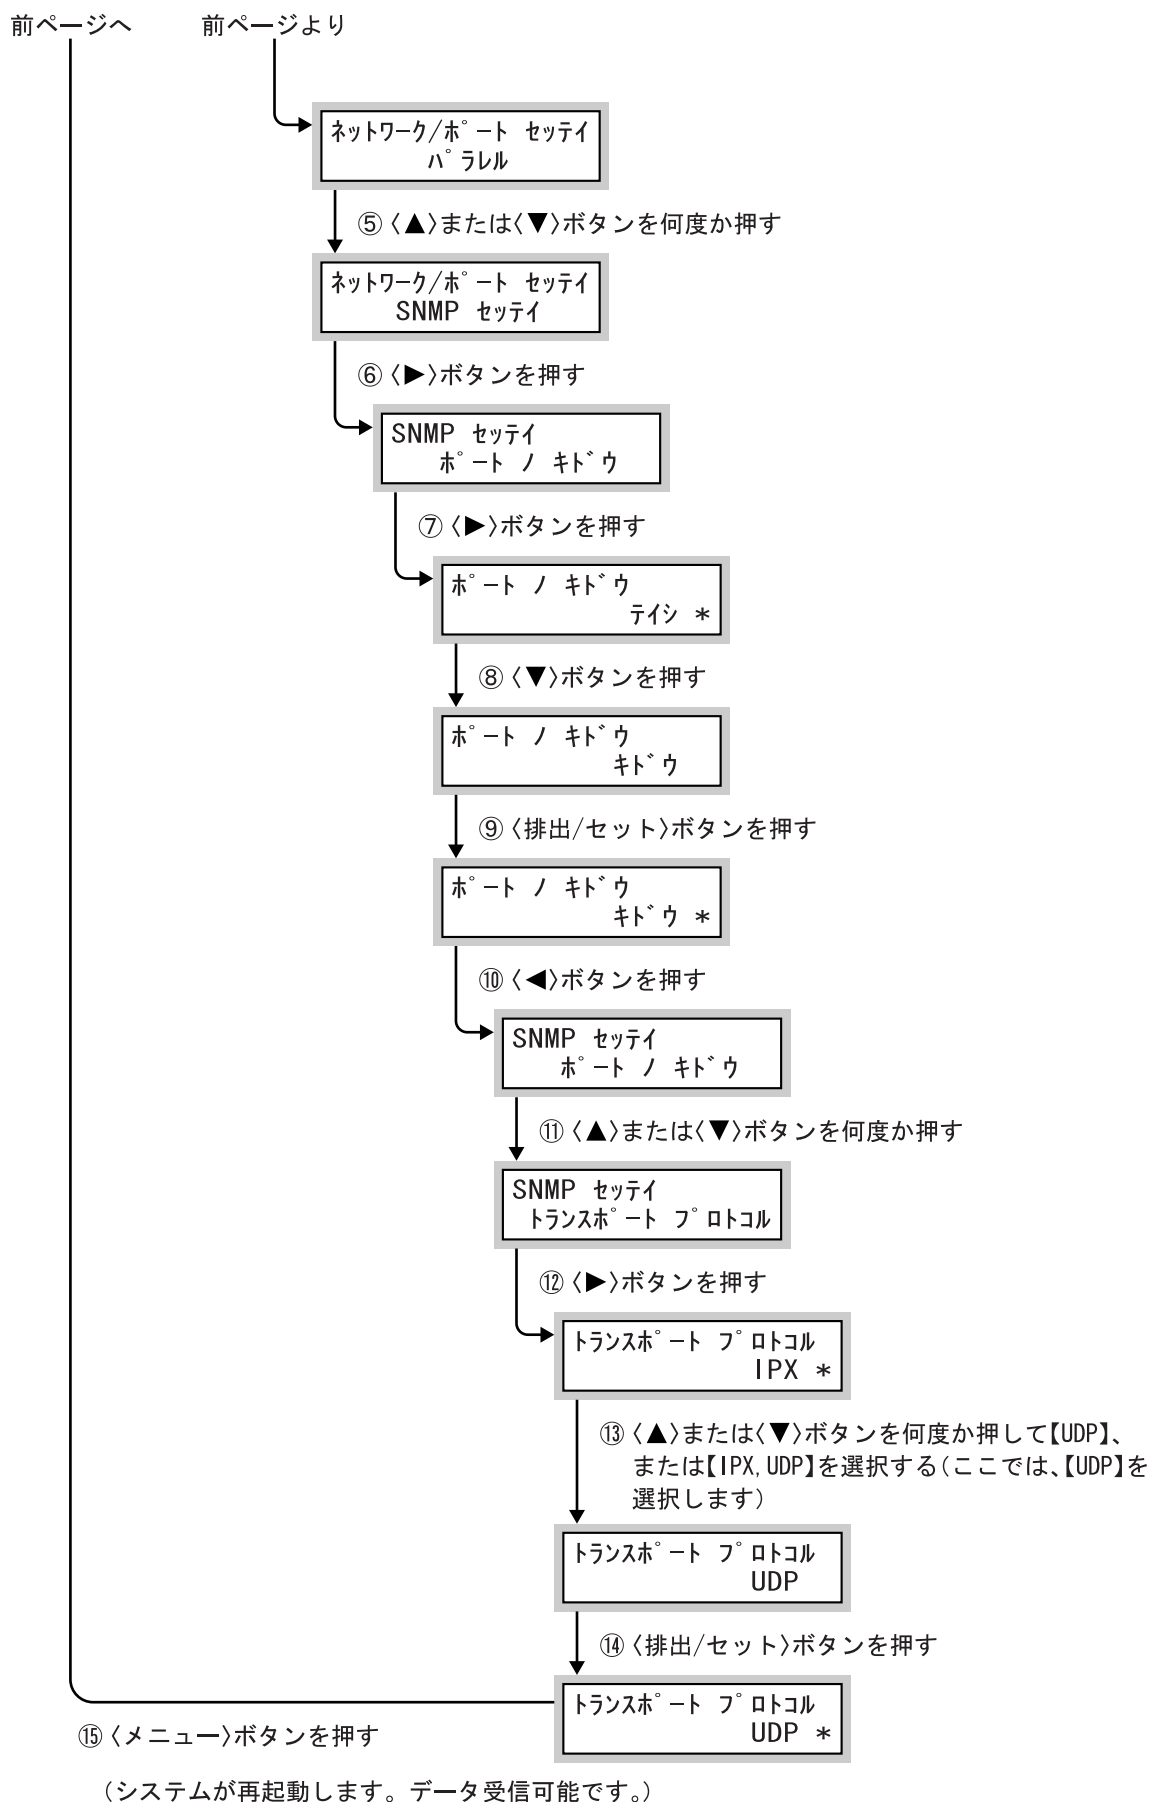 前ページへ
前ページより
ﾈｯﾄﾜｰｸ/ﾎﾟｰﾄ ｾｯﾃｲ
ﾊﾟﾗﾚﾙ
⑤〈▲〉または〈▼〉ボタンを何度か押す
ﾈｯﾄﾜｰｸ/ﾎﾟｰﾄ ｾｯﾃｲ
SNMP ｾｯﾃｲ
⑥〈▶〉ボタンを押す
SNMP ｾｯﾃｲ
ﾎﾟｰﾄ ﾉ ｷﾄﾞｳ
⑦〈▶〉ボタンを押す
ﾎﾟｰﾄ ﾉ ｷﾄﾞｳ
ﾃｲｼ *
⑧〈▼〉ボタンを押す
ﾎﾟｰﾄ ﾉ ｷﾄﾞｳ
ｷﾄﾞｳ
⑨〈排出/セット〉ボタンを押す
ﾎﾟｰﾄ ﾉ ｷﾄﾞｳ
ｷﾄﾞｳ *
⑩〈◀〉ボタンを押す
SNMP ｾｯﾃｲ
ﾎﾟｰﾄ ﾉ ｷﾄﾞｳ
⑪〈▲〉または〈▼〉ボタンを何度か押す
SNMP ｾｯﾃｲ
ﾄﾗﾝｽﾎﾟｰﾄ ﾌﾟﾛﾄｺﾙ
⑫〈▶〉ボタンを押す
ﾄﾗﾝｽﾎﾟｰﾄ ﾌﾟﾛﾄｺﾙ
IPX *
⑬〈▲〉または〈▼〉ボタンを何度か押して【UDP】、
または【IPX, UDP】を選択する（ここでは、【UDP】を
選択します）
ﾄﾗﾝｽﾎﾟｰﾄ ﾌﾟﾛﾄｺﾙ
UDP
⑭〈排出/セット〉ボタンを押す
ﾄﾗﾝｽﾎﾟｰﾄ ﾌﾟﾛﾄｺﾙ
UDP *
⑮〈メニュー〉ボタンを押す
（システムが再起動します。データ受信可能です。）